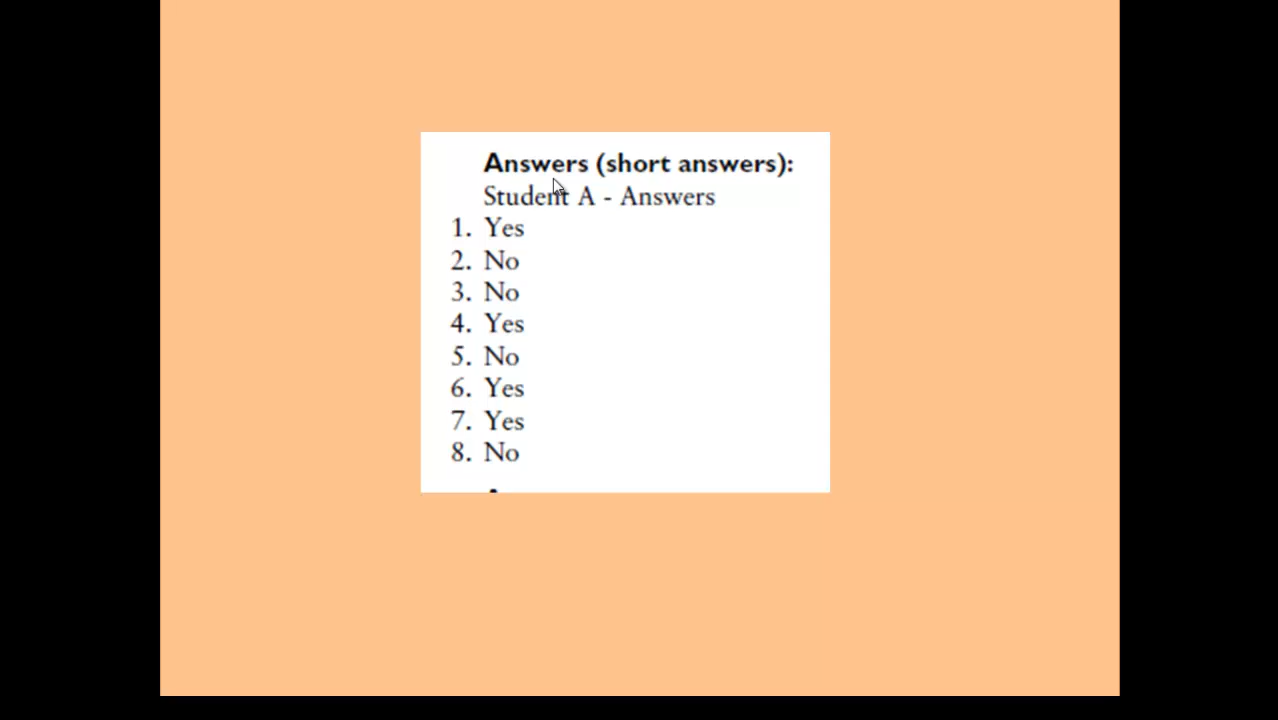 Answers (short answers):
Student A - Answers
1. Yes
2. No
3. No
4. Yes
5. No
6. Yes
7. Yes
8. No